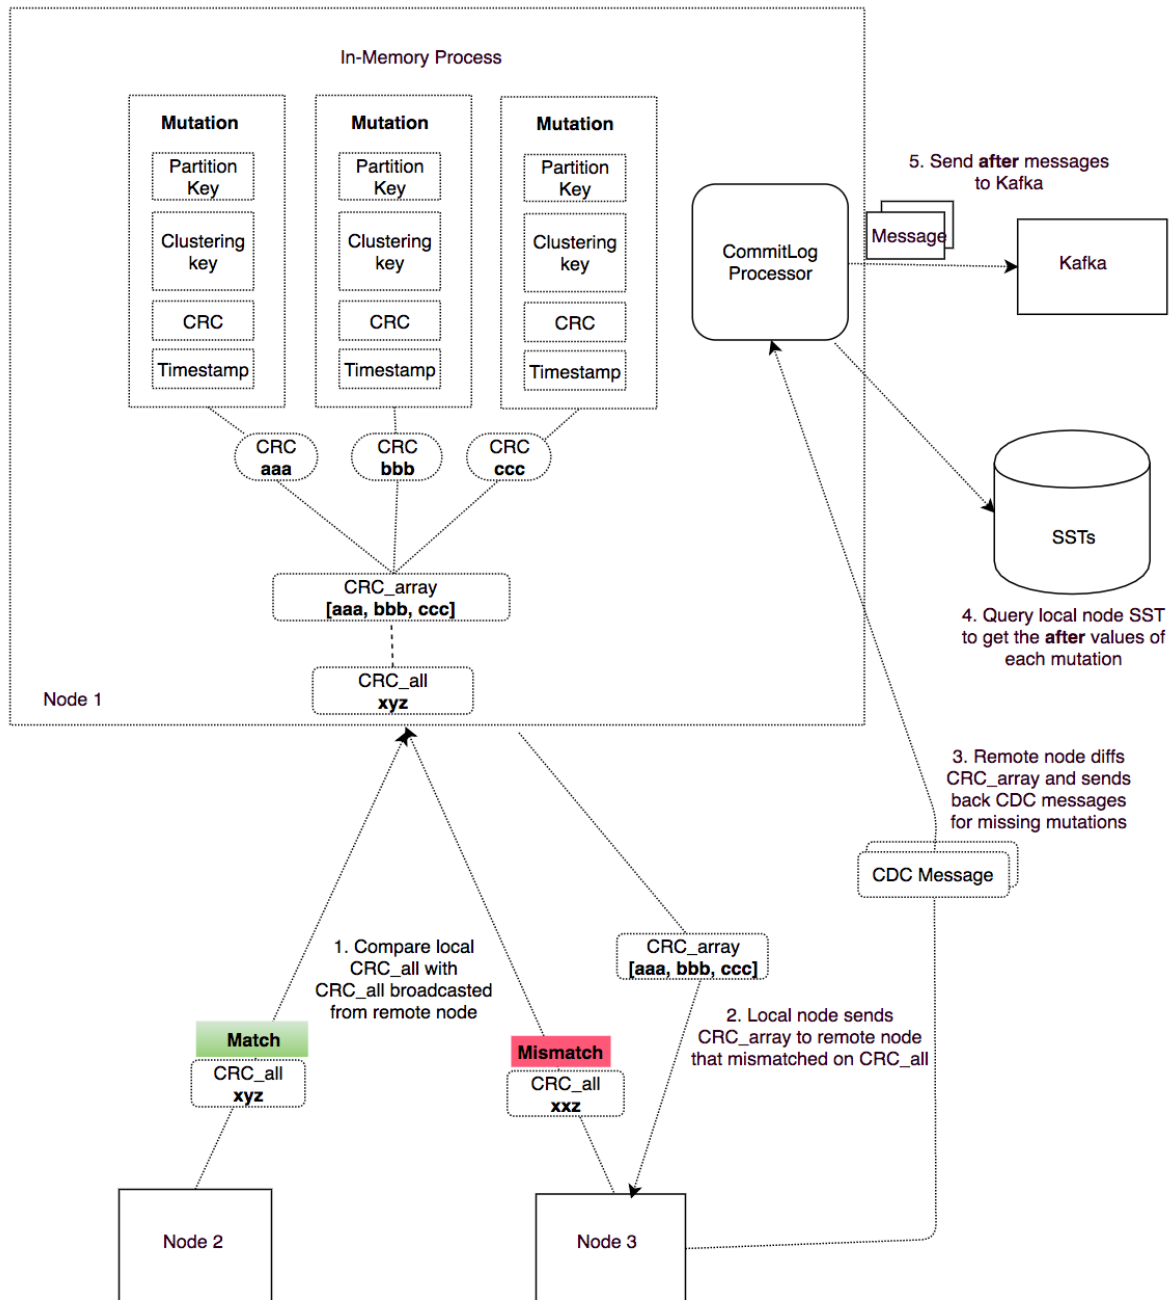 In-Memory Process
Mutation
Partition
Key
Clustering
key
CRC
Timestamp
Mutation
Partition
Key
Clustering
key
CRC
Timestamp
Mutation
Partition
Key
Clustering
key
CRC
Timestamp
CRC
aaa
CRC
bbb
CRC
ccc
CRC_array
[aaa, bbb, ccc]
CRC_all
xyz
Node 1
CommitLog
Processor
5. Send after messages
to Kafka
Message
Kafka
SSTs
4. Query local node SST
to get the after values of
each mutation
3. Remote node diffs
CRC_array and sends
back CDC messages
for missing mutations
CDC Message
1. Compare local
CRC_all with
CRC_all broadcasted
from remote node
CRC_array
[aaa, bbb, ccc]
2. Local node sends
CRC_array to remote node
that mismatched on CRC_all
Match
CRC_all
xyz
Mismatch
CRC_all
xxz
Node 2
Node 3